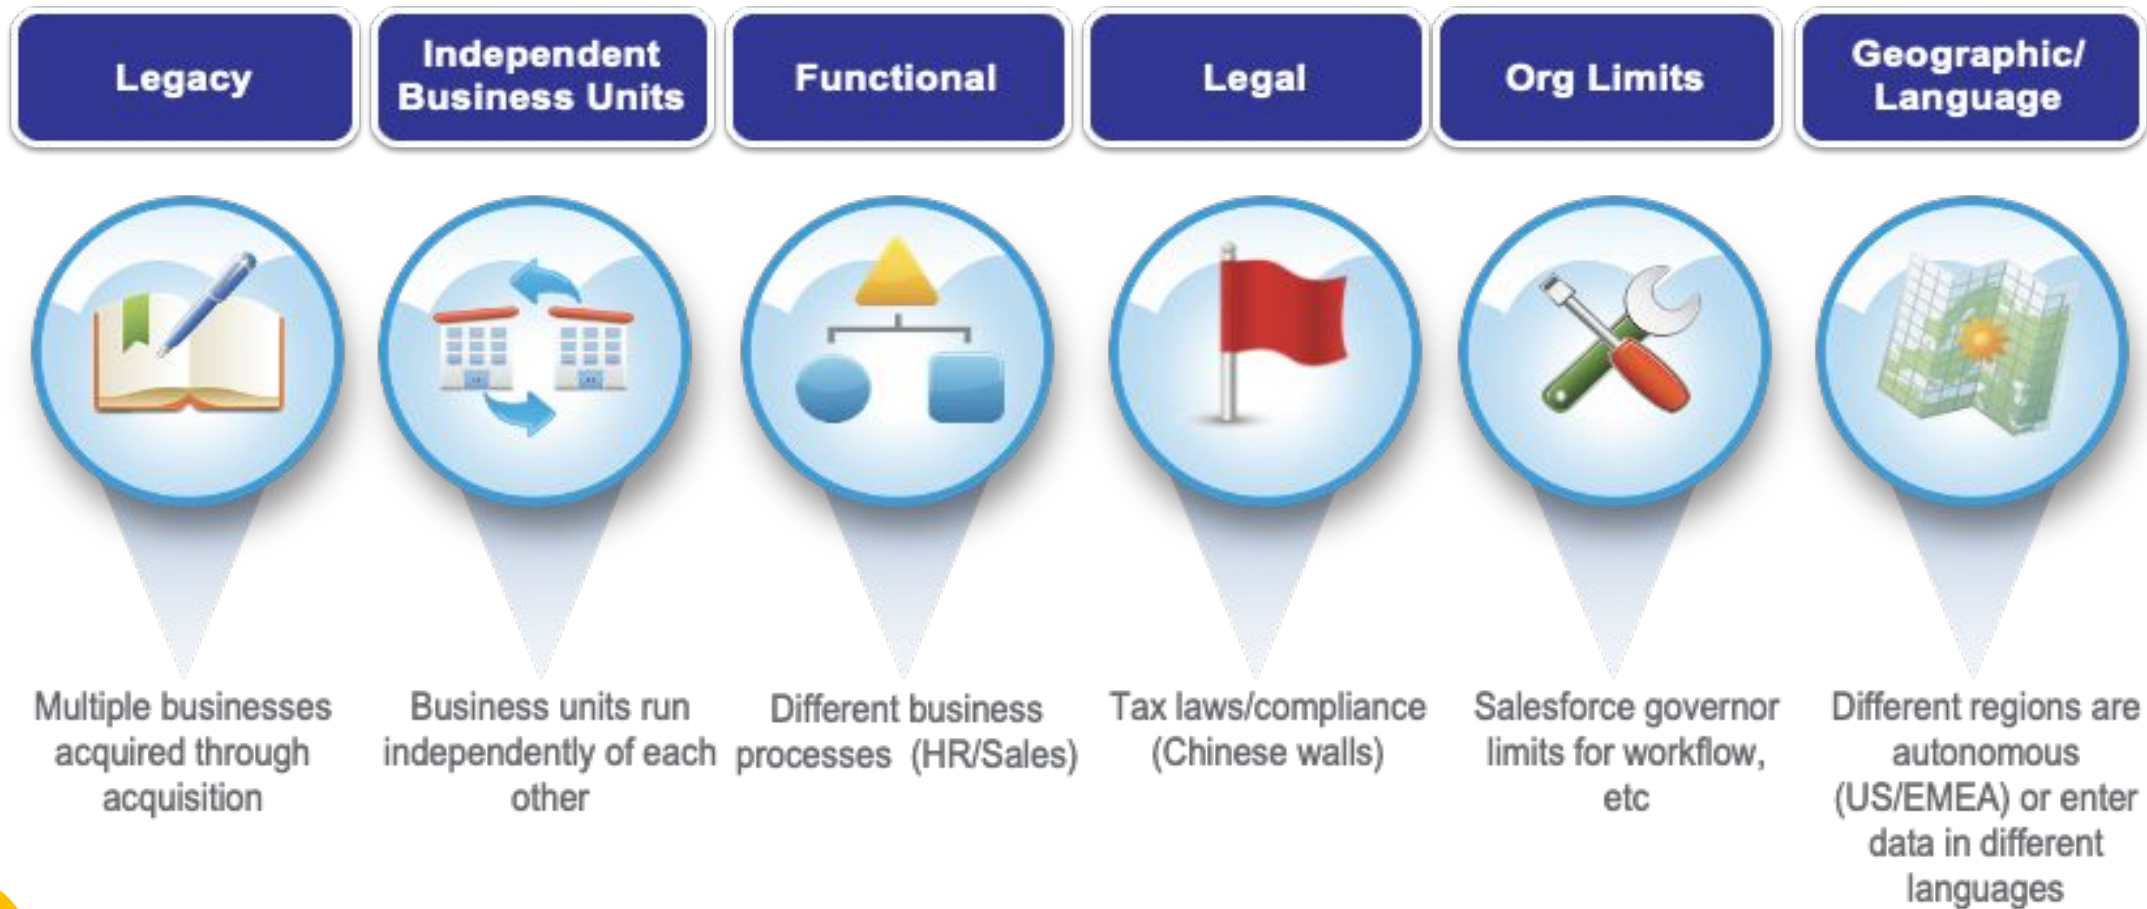 Legacy
Independent
Business Units
Functional
Legal
Org Limits
Geographic/
Language
Multiple businesses
acquired through
acquisition
Business units run
independently of each
other
Different business
processes (HR/Sales)
Tax laws/compliance
(Chinese walls)
Salesforce governor
limits for workflow,
etc
Different regions are
autonomous
(US/EMEA) or enter
data in different
languages